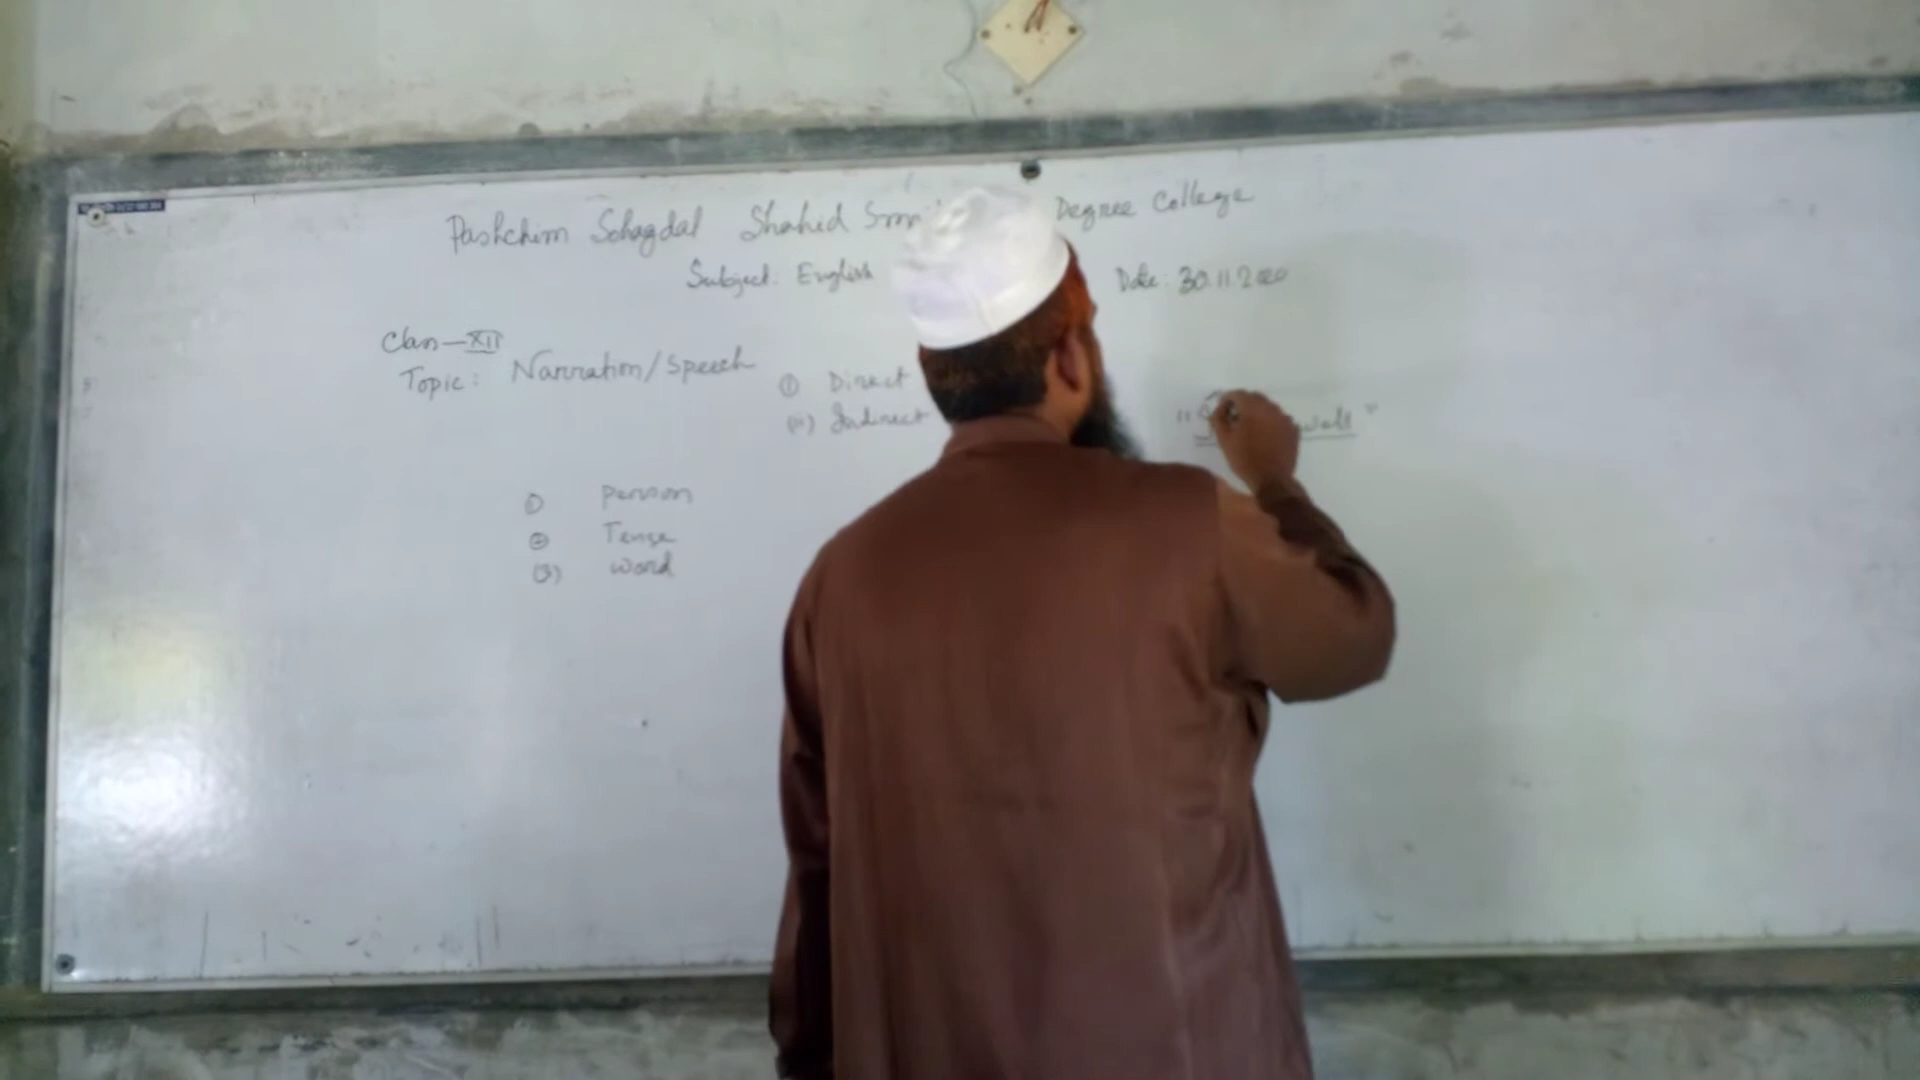 Pashchim Sohagdal Shahid Degree College
Subject: English Date: 30.11.2020
Class-XII
Topic: Narration/Speech
(i) Direct
(ii) Indirect
" well "
① Person
② Tense
(3) Word